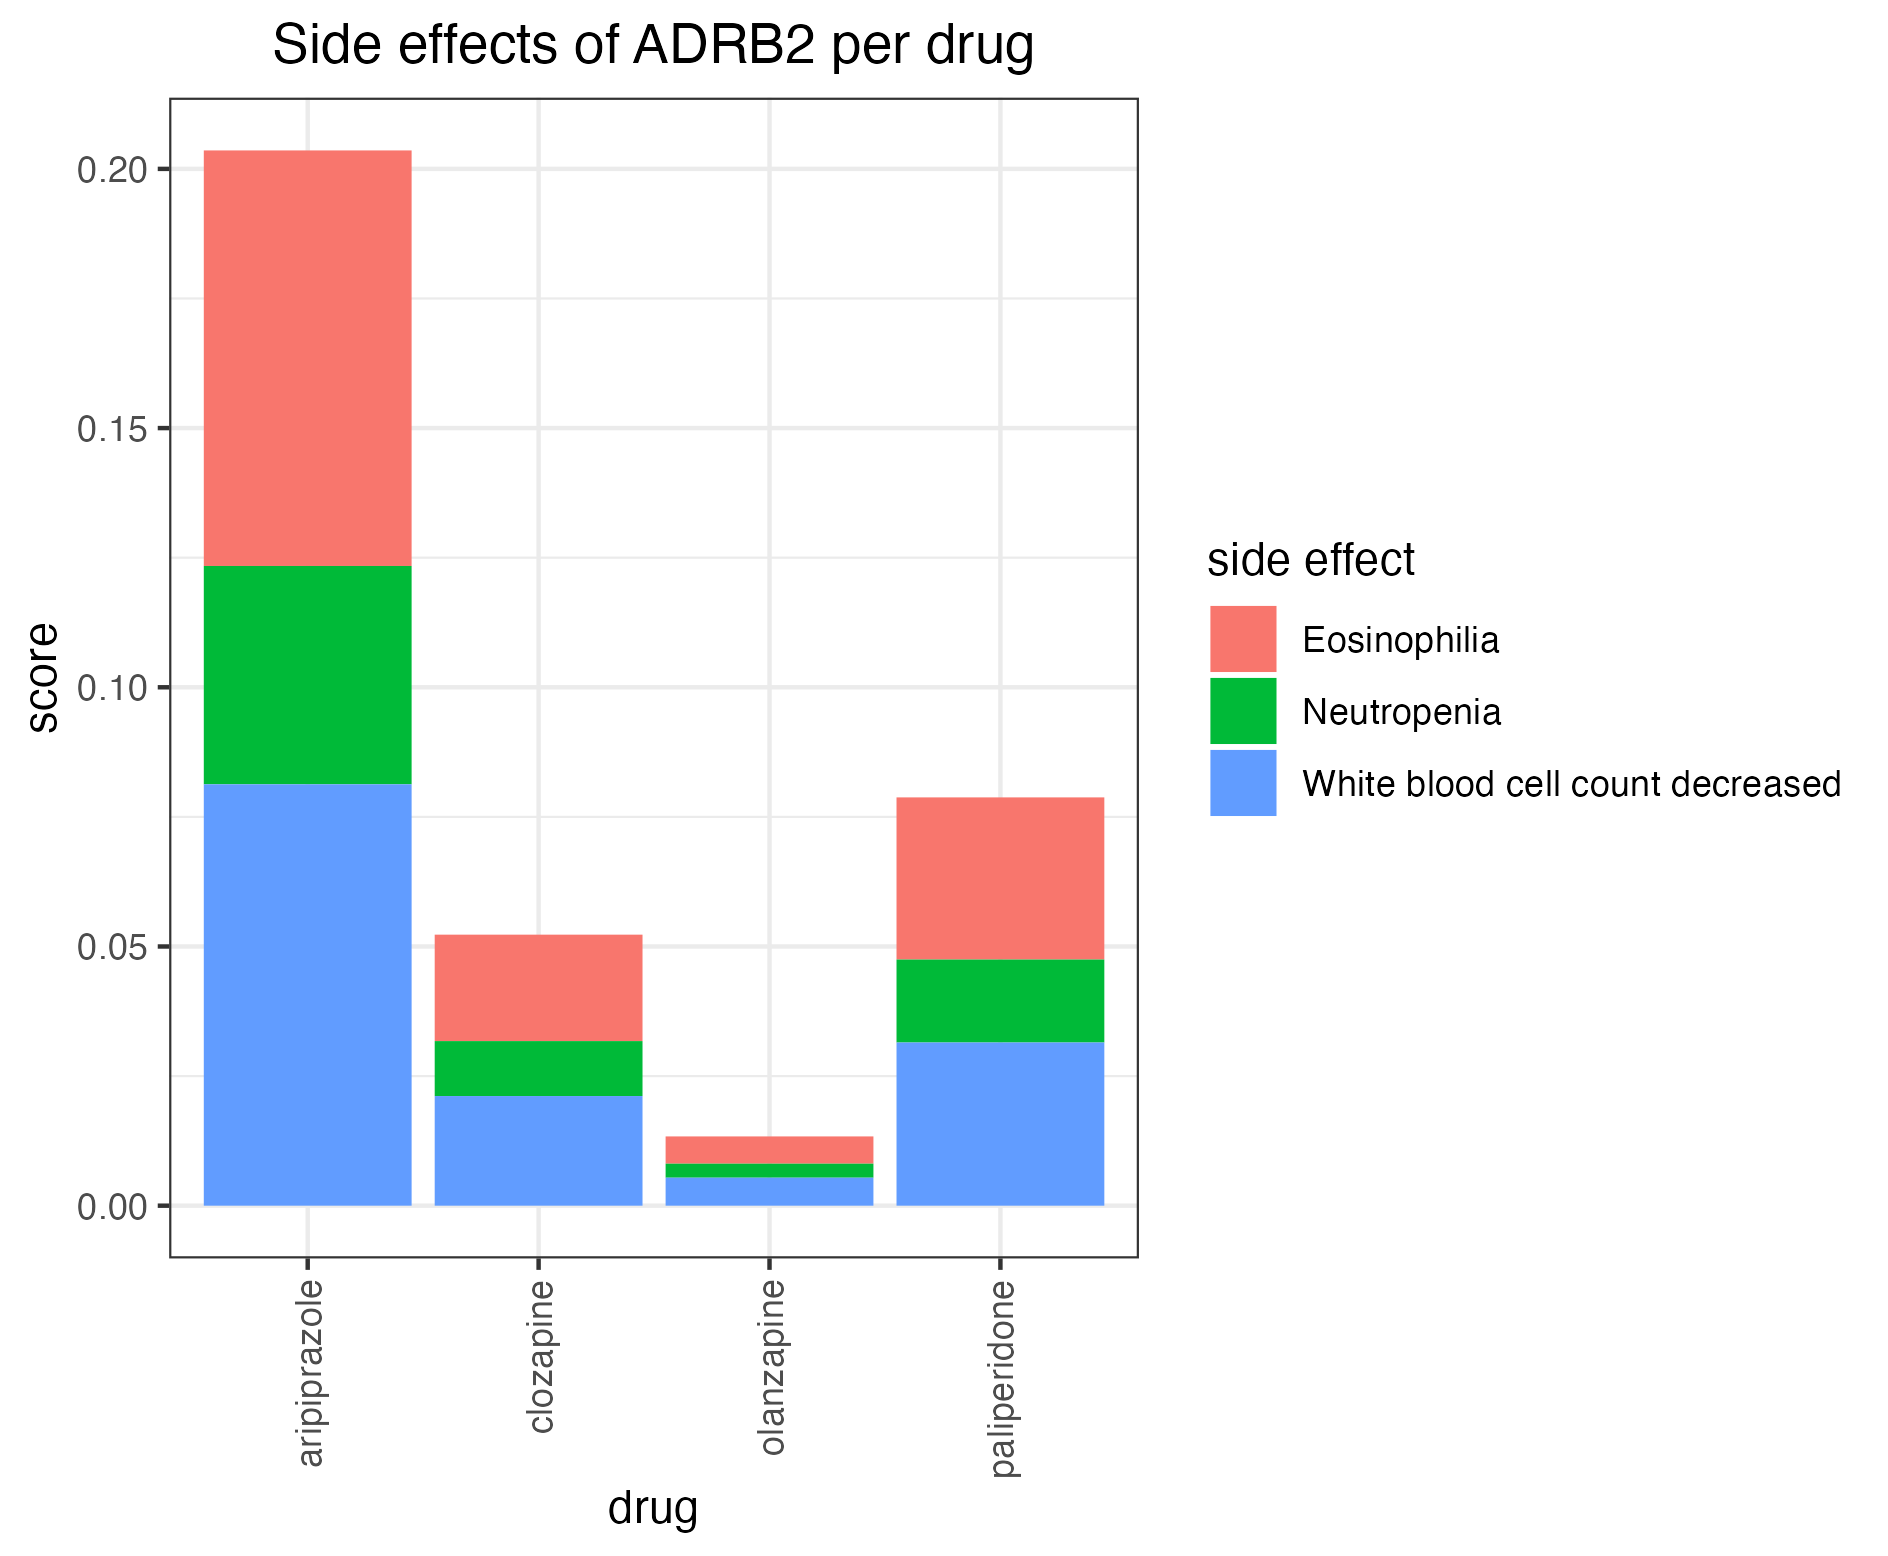 Side effects of ADRB2 per drug
score
0.20
0.15
0.10
0.05
0.00
aripiprazole
clozapine
olanzapine
paliperidone
drug
side effect
Eosinophilia
Neutropenia
White blood cell count decreased